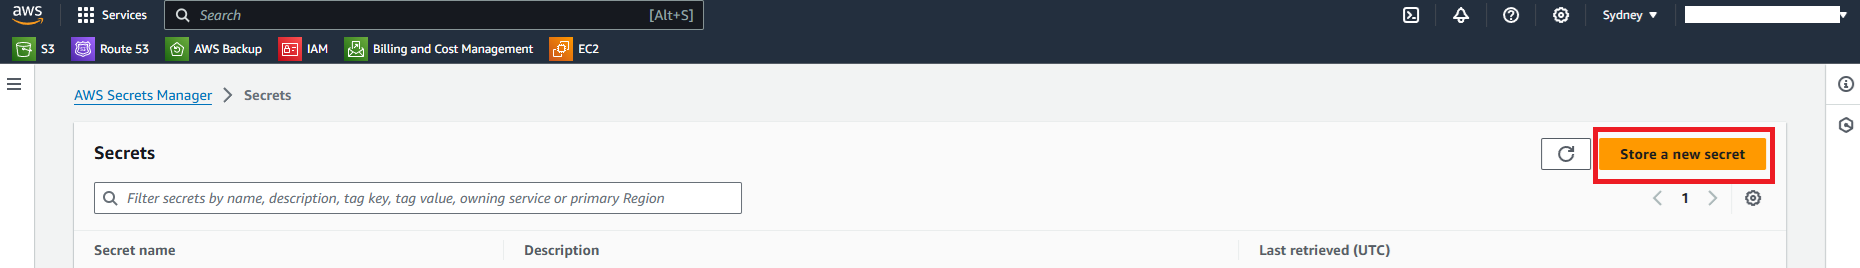 aws Services Search [Alt+S] Sydney
S3 Route 53 AWS Backup IAM Billing and Cost Management EC2
AWS Secrets Manager > Secrets
Secrets Store a new secret
Filter secrets by name, description, tag key, tag value, owning service or primary Region 1
Secret name Description Last retrieved (UTC)